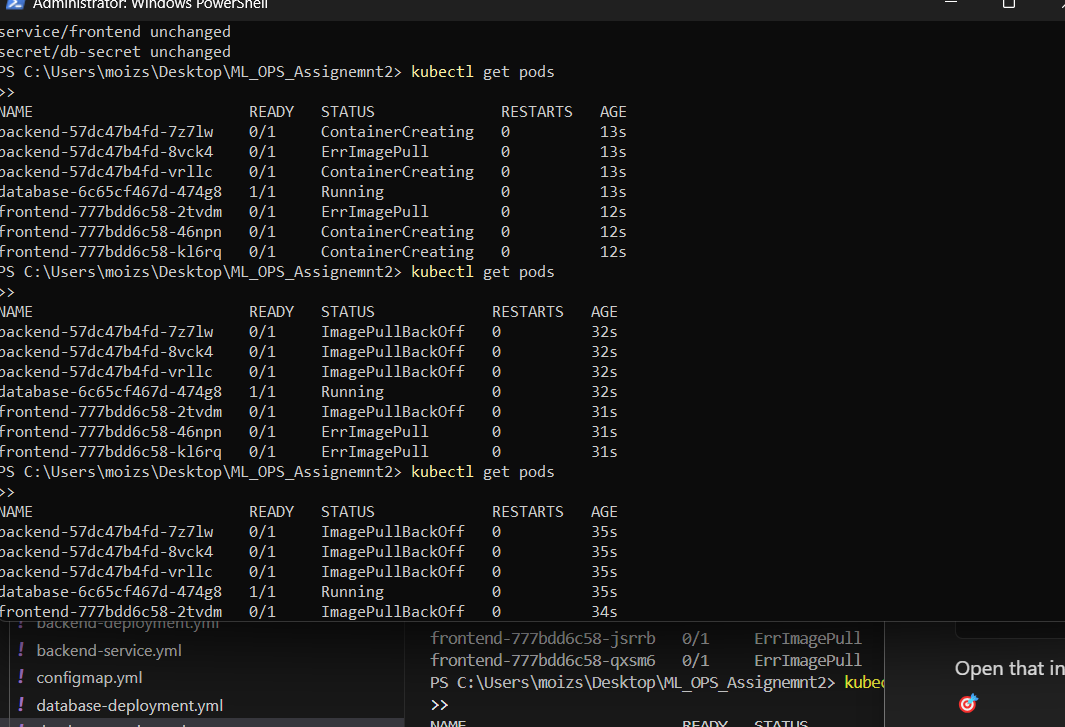 Administrator: Windows PowerShell
service/frontend unchanged
secret/db-secret unchanged
PS C:\Users\moizs\Desktop\ML_OPS_Assignemnt2> kubectl get pods
>>
NAME READY STATUS RESTARTS AGE
backend-57dc47b4fd-7z7lw 0/1 ContainerCreating 0 13s
backend-57dc47b4fd-8vck4 0/1 ErrImagePull 0 13s
backend-57dc47b4fd-vrllc 0/1 ContainerCreating 0 13s
database-6c65cf467d-474g8 1/1 Running 0 13s
frontend-777bdd6c58-2tvdm 0/1 ErrImagePull 0 12s
frontend-777bdd6c58-46npn 0/1 ContainerCreating 0 12s
frontend-777bdd6c58-kl6rq 0/1 ContainerCreating 0 12s
PS C:\Users\moizs\Desktop\ML_OPS_Assignemnt2> kubectl get pods
>>
NAME READY STATUS RESTARTS AGE
backend-57dc47b4fd-7z7lw 0/1 ImagePullBackOff 0 32s
backend-57dc47b4fd-8vck4 0/1 ImagePullBackOff 0 32s
backend-57dc47b4fd-vrllc 0/1 ImagePullBackOff 0 32s
database-6c65cf467d-474g8 1/1 Running 0 32s
frontend-777bdd6c58-2tvdm 0/1 ImagePullBackOff 0 31s
frontend-777bdd6c58-46npn 0/1 ErrImagePull 0 31s
frontend-777bdd6c58-kl6rq 0/1 ErrImagePull 0 31s
PS C:\Users\moizs\Desktop\ML_OPS_Assignemnt2> kubectl get pods
>>
NAME READY STATUS RESTARTS AGE
backend-57dc47b4fd-7z7lw 0/1 ImagePullBackOff 0 35s
backend-57dc47b4fd-8vck4 0/1 ImagePullBackOff 0 35s
backend-57dc47b4fd-vrllc 0/1 ImagePullBackOff 0 35s
database-6c65cf467d-474g8 1/1 Running 0 35s
frontend-777bdd6c58-2tvdm 0/1 ImagePullBackOff 0 34s
backend-deployment.yml
! backend-service.yml
! configmap.yml
! database-deployment.yml
frontend-777bdd6c58-jsrrb 0/1 ErrImagePull
frontend-777bdd6c58-qxsm6 0/1 ErrImagePull
PS C:\Users\moizs\Desktop\ML_OPS_Assignemnt2> kubec
>>
NAME READY STATUS
Open that in